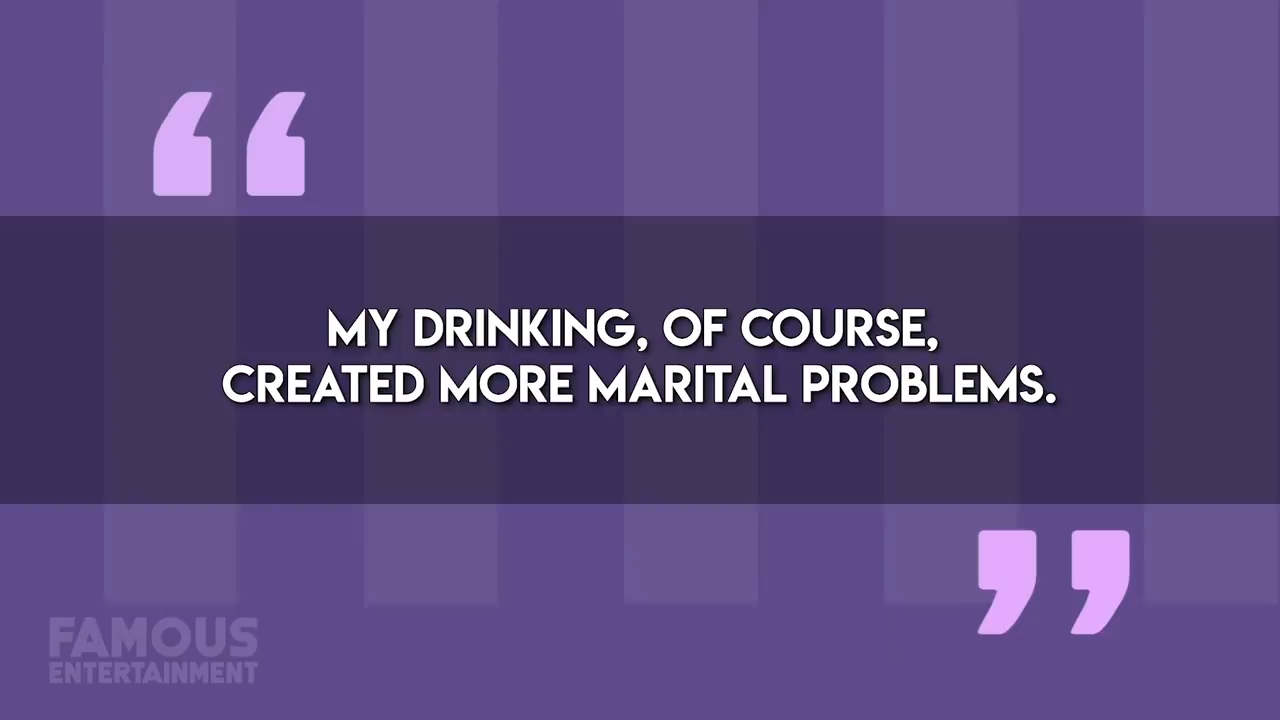 “
MY DRINKING, OF COURSE,
CREATED MORE MARITAL PROBLEMS.
”
FAMOUS
ENTERTAINMENT